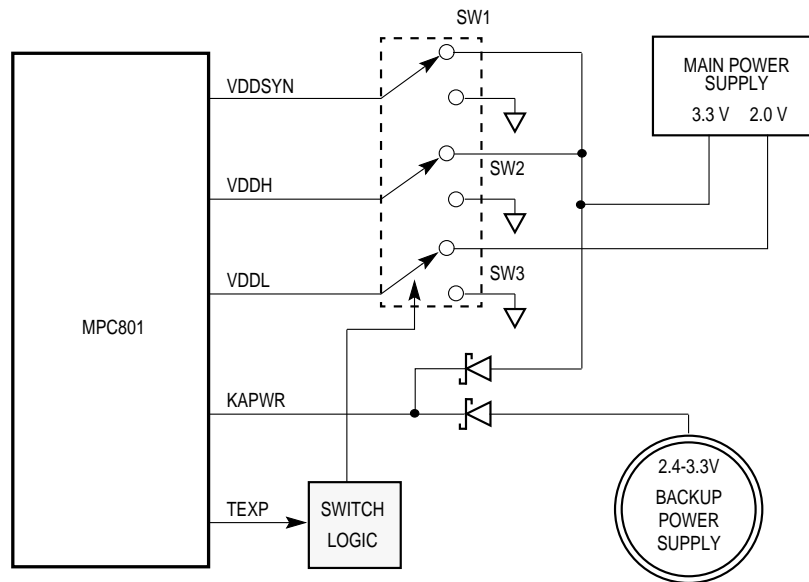 SW1
MAIN POWER
SUPPLY
3.3 V 2.0 V
VDDSYN
SW2
VDDH
SW3
VDDL
MPC801
KAPWR
2.4-3.3V
BACKUP
POWER
SUPPLY
TEXP
SWITCH
LOGIC